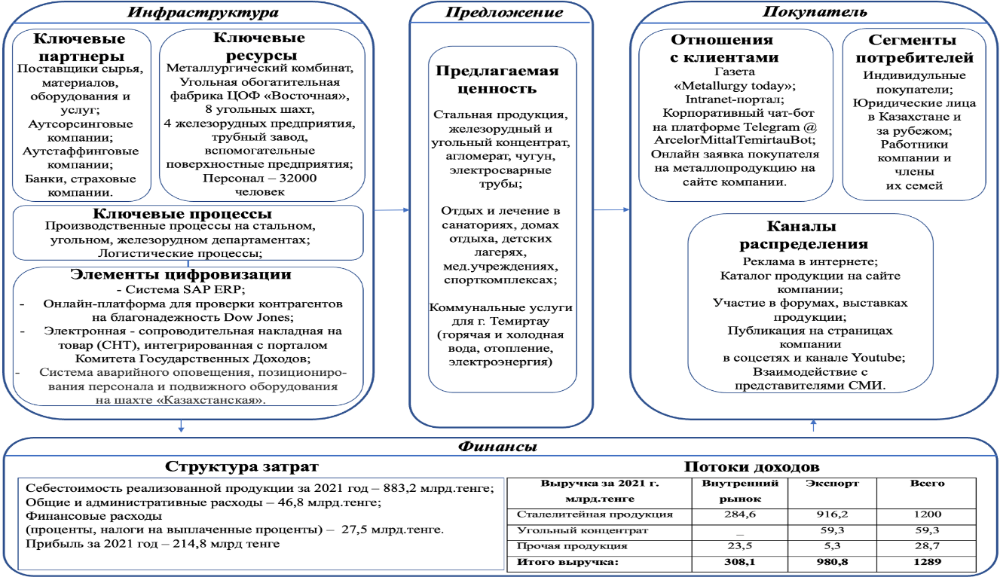 Инфраструктура
Ключевые
партнеры
Поставщики сырья,
материалов,
оборудования и
услуг;
Аутсорсинговые
компании;
Аутстаффинговые
компании;
Банки, страховые
компании.
Ключевые
ресурсы
Металлургический комбинат,
Угольная обогатительная
фабрика ЦОФ «Восточная»,
8 угольных шахт,
4 железорудных предприятия,
трубный завод,
вспомогательные
поверхностные предприятия;
Персонал – 32000
человек
Ключевые процессы
Производственные процессы на стальном,
угольном, железорудном департаментах;
Логистические процессы;
Элементы цифровизации
- Система SAP ERP;
- Онлайн-платформа для проверки контрагентов
на благонадежность Dow Jones;
- Электронная - сопроводительная накладная на
товар (СНТ), интегрированная с порталом
Комитета Государственных Доходов;
- Система аварийного оповещения, позициониро-
вания персонала и подвижного оборудования
на шахте «Казахстанская».
Предложение
Предлагаемая
ценность
Стальная продукция,
железорудный и
угольный концентрат,
агломерат, чугун,
электросварные
трубы;
Отдых и лечение в
санаториях, домах
отдыха, детских
лагерях,
мед.учреждениях,
спорткомплексах;
Коммунальные услуги
для г. Темиртау
(горячая и холодная
вода, отопление,
электроэнергия)
Покупатель
Отношения
с клиентами
Газета
«Metallurgy today»;
Intranet-портал;
Корпоративный чат-бот
на платформе Telegram @
ArcelorMittalTemirtauBot;
Онлайн заявка покупателя
на металлопродукцию на
сайте компании.
Сегменты
потребителей
Индивидульные
покупатели;
Юридические лица
в Казахстане и
за рубежом;
Работники
компании и
члены
их семей
Каналы
распределения
Реклама в интернете;
Каталог продукции на сайте
компании;
Участие в форумах, выставках
продукции;
Публикация на страницах
компании
в соцсетях и канале Youtube;
Взаимодействие с
представителями СМИ.
Финансы
Структура затрат
Себестоимость реализованной продукции за 2021 год – 883,2 млрд.тенге;
Общие и административные расходы – 46,8 млрд.тенге;
Финансовые расходы
(проценты, налоги на выплаченные проценты) – 27,5 млрд.тенге.
Прибыль за 2021 год – 214,8 млрд тенге
Потоки доходов
Выручка за 2021 г. млрд.тенге Внутренний рынок Экспорт Всего
Сталелитейная продукция 284,6 916,2 1200
Угольный концентрат _ 59,3 59,3
Прочая продукция 23,5 5,3 28,7
Итого выручка: 308,1 980,8 1289